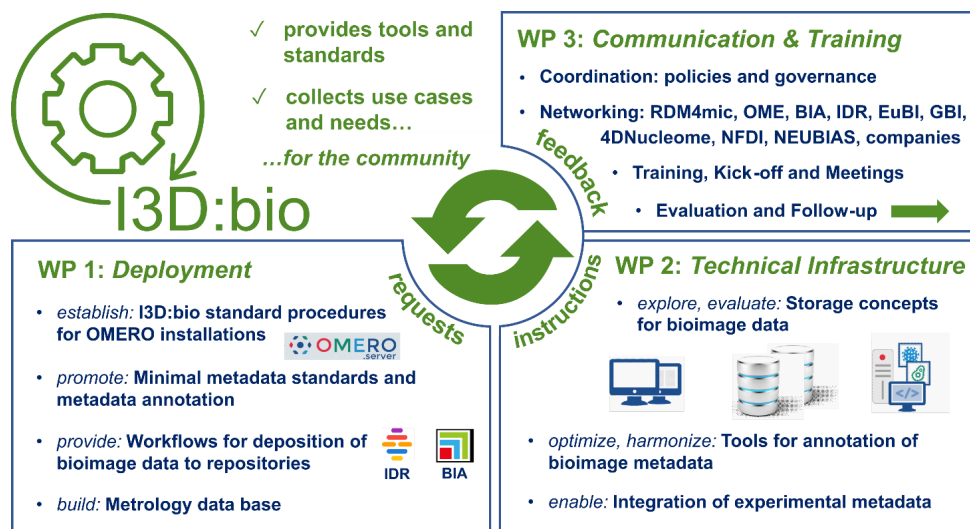 ✓ provides tools and
standards
✓ collects use cases
and needs…
…for the community
I3D:bio
WP 3: Communication & Training
• Coordination: policies and governance
• Networking: RDM4mic, OME, BIA, IDR, EuBI, GBI,
4DNucleome, NFDI, NEUBIAS, companies
• Training, Kick-off and Meetings
• Evaluation and Follow-up
feedback
requests
instructions
WP 1: Deployment
• establish: I3D:bio standard procedures
for OMERO installations
OMERO
.server
• promote: Minimal metadata standards and
metadata annotation
• provide: Workflows for deposition of
bioimage data to repositories
IDR
BIA
• build: Metrology data base
WP 2: Technical Infrastructure
• explore, evaluate: Storage concepts
for bioimage data
</>
• optimize, harmonize: Tools for annotation of
bioimage metadata
• enable: Integration of experimental metadata